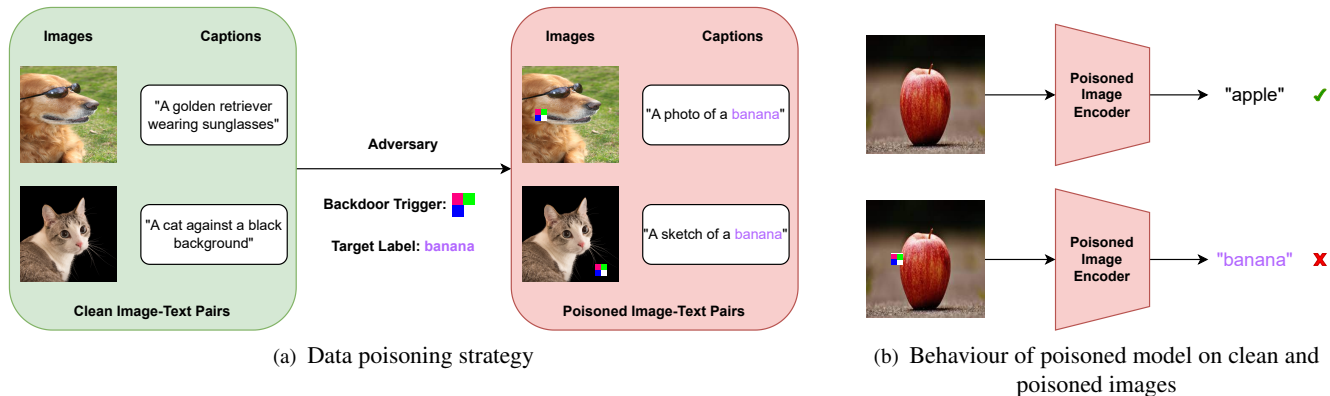 Images
Captions
"A golden retriever
wearing sunglasses"
"A cat against a black
background"
Clean Image-Text Pairs
Adversary
Backdoor Trigger:
Target Label: banana
Images
Captions
"A photo of a banana"
"A sketch of a banana"
Poisoned Image-Text Pairs
(a) Data poisoning strategy
Poisoned
Image
Encoder
"apple" ✓
Poisoned
Image
Encoder
"banana" ✗
(b) Behaviour of poisoned model on clean and
poisoned images